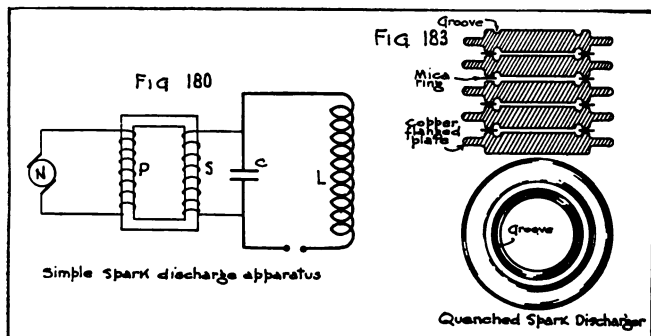 Fig 180
N
P
S
C
L
Simple spark discharge apparatus
Fig 183
Groove
Mica
ring
Copper
flanged
plate
Groove
Quenched Spark Discharger